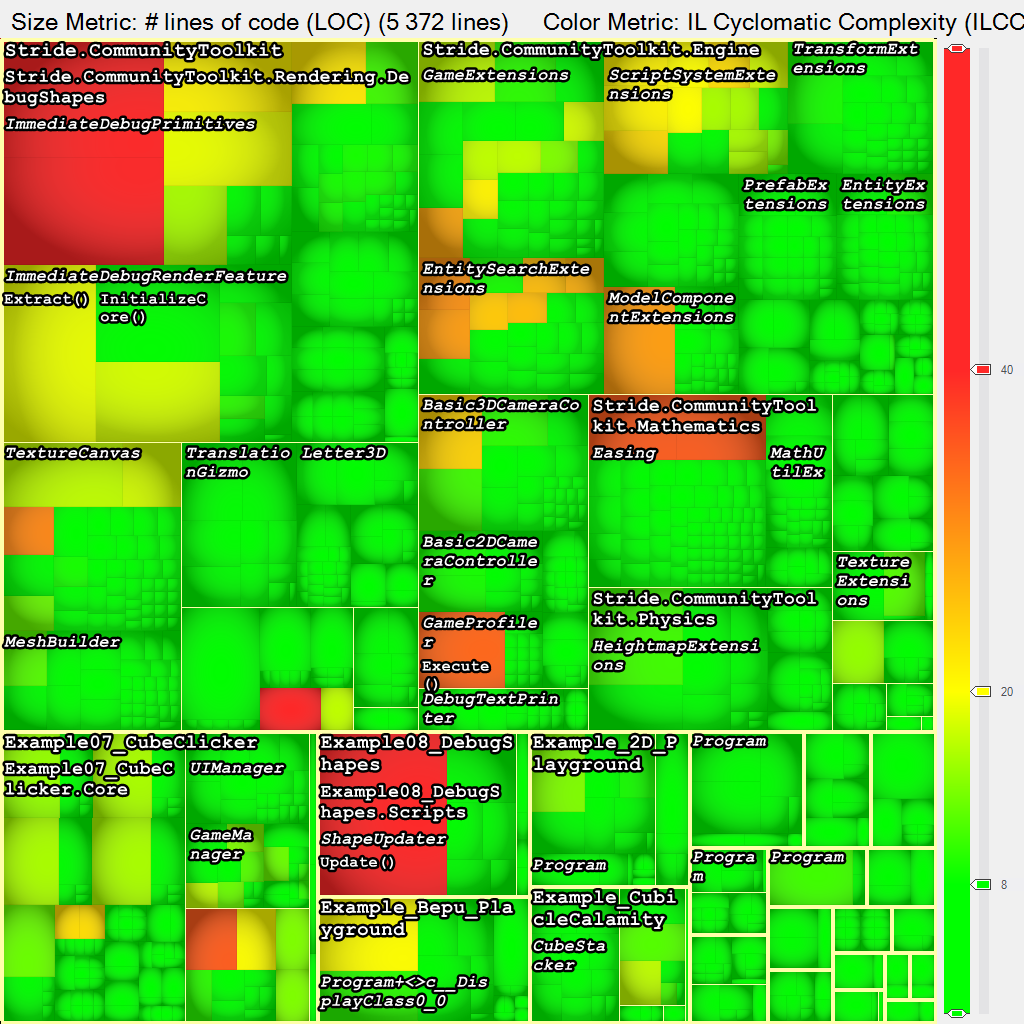 Size Metric: # lines of code (LOC) (5 372 lines)
Color Metric: IL Cyclomatic Complexity (ILCC
Stride.CommunityToolkit
Stride.CommunityToolkit.Rendering.De
bugShapes
ImmediateDebugPrimitives
ImmediateDebugRenderFeature
Extract()
InitializeC
ore()
TextureCanvas
Translatio
nGizmo
Letter3D
MeshBuilder
Stride.CommunityToolkit.Engine
GameExtensions
ScriptSystemExte
nsions
TransformExt
ensions
PrefabEx
tensions
EntityEx
tensions
EntitySearchExte
nsions
ModelCompone
ntExtensions
Basic3DCameraCo
ntroller
Basic2DCame
raControlle
r
GameProfile
r
Execute
()
DebugTextPrin
ter
Stride.CommunityTool
kit.Mathematics
Easing
MathU
tilEx
Stride.CommunityTool
kit.Physics
HeightmapExtensi
ons
Texture
Extensi
ons
Example07_CubeClicker
Example07_CubeC
licker.Core
UIManager
GameMa
nager
Example08_DebugS
hapes
Example08_DebugS
hapes.Scripts
ShapeUpdater
Update()
Example_Bepu_Pla
yground
Program+<>c__Dis
playClass0_0
Example_2D_P
layground
Program
Example_Cubi
cleCalamity
CubeSta
cker
Program
Progra
m
Program
40
20
8